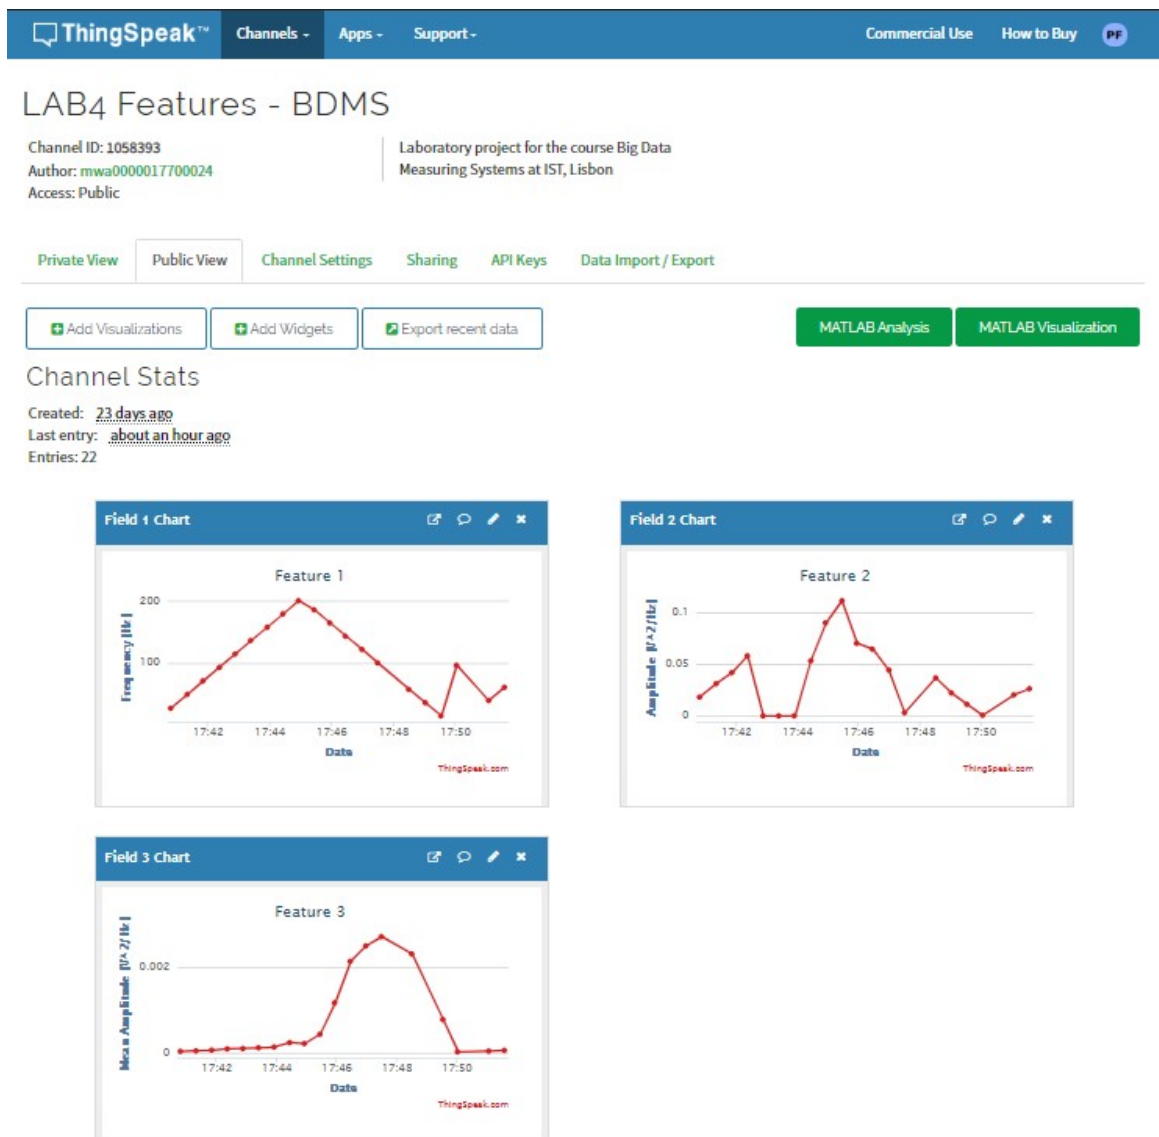 ThingSpeak™ Channels - Apps - Support - Commercial Use How to Buy PF
LAB4 Features - BDMS
Channel ID: 1058393
Author: mwa0000017700024
Access: Public
Laboratory project for the course Big Data
Measuring Systems at IST, Lisbon
Private View Public View Channel Settings Sharing API Keys Data Import / Export
Add Visualizations Add Widgets Export recent data MATLAB Analysis MATLAB Visualization
Channel Stats
Created: 23 days ago
Last entry: about an hour ago
Entries: 22
Field 1 Chart
Feature 1
Frequency [Hz]
200
100
17:42 17:44 17:46 17:48 17:50
Date
ThingSpeak.com
Field 2 Chart
Feature 2
Amplitude [V^2/Hz]
0.1
0.05
0
17:42 17:44 17:46 17:48 17:50
Date
ThingSpeak.com
Field 3 Chart
Feature 3
Mean Amplitude [V^2/Hz]
0.002
0
17:42 17:44 17:46 17:48 17:50
Date
ThingSpeak.com